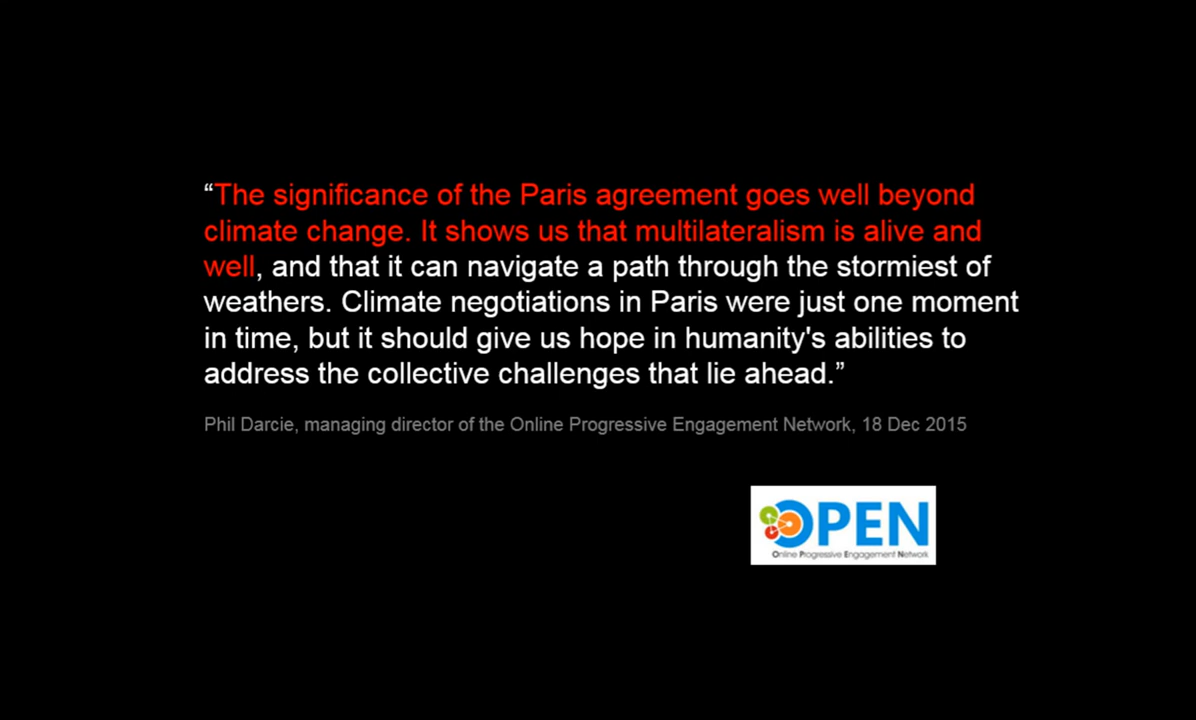 “The significance of the Paris agreement goes well beyond
climate change. It shows us that multilateralism is alive and
well, and that it can navigate a path through the stormiest of
weathers. Climate negotiations in Paris were just one moment
in time, but it should give us hope in humanity's abilities to
address the collective challenges that lie ahead.”
Phil Darcie, managing director of the Online Progressive Engagement Network, 18 Dec 2015
OPEN
Online Progressive Engagement Network